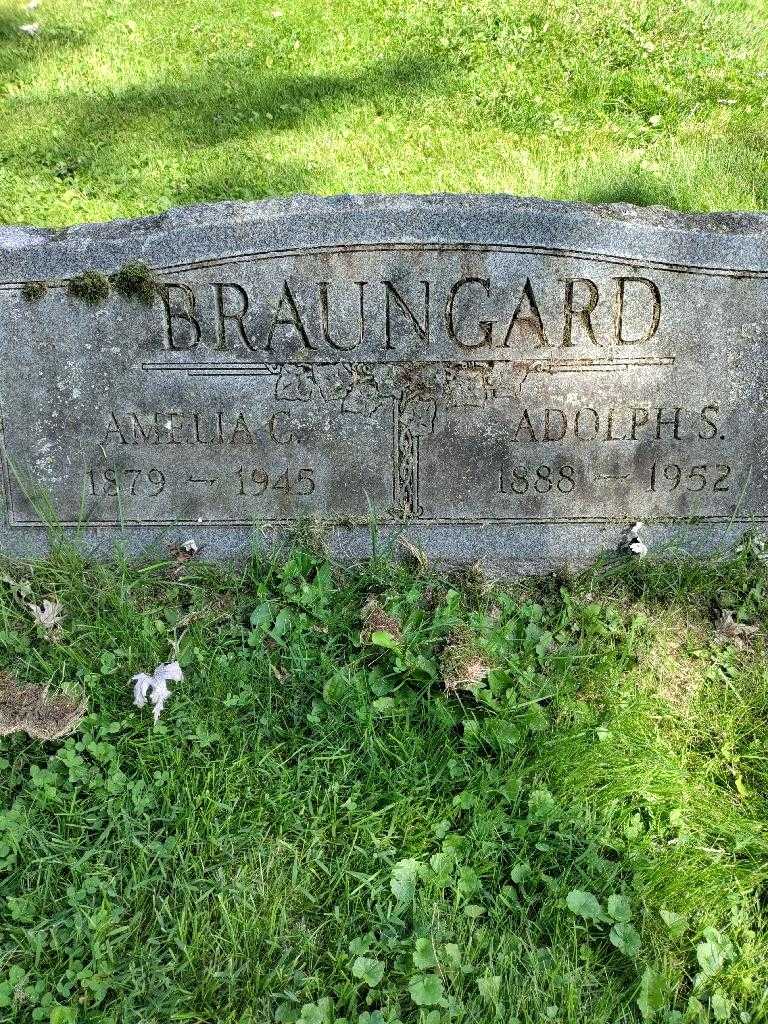 BRAUNGARD
AMELIA C. ADOLPH S.
1879 – 1945 1888 – 1952